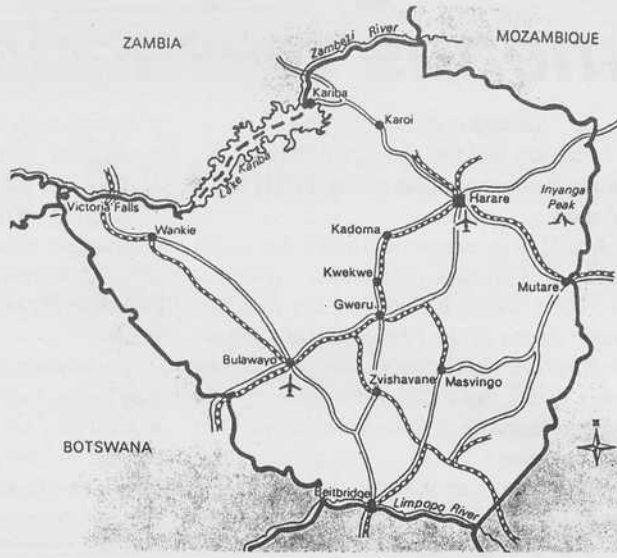 ZAMBIA
MOZAMBIQUE
Zambezi River
Kariba
Karoi
Lake Kariba
Victoria Falls
Harare
Inyanga
Peak
Wankie
Kadoma
Kwekwe
Mutare
Gweru
Bulawayo
Zvishavane
Masvingo
BOTSWANA
N
Beitbridge
Limpopo River